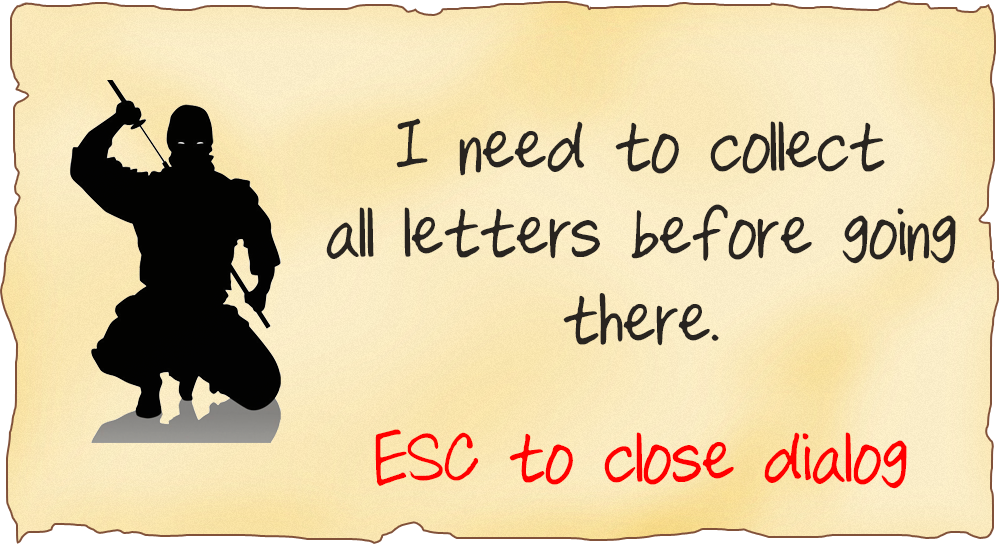 I need to collect
all letters before going
there.
ESC to close dialog